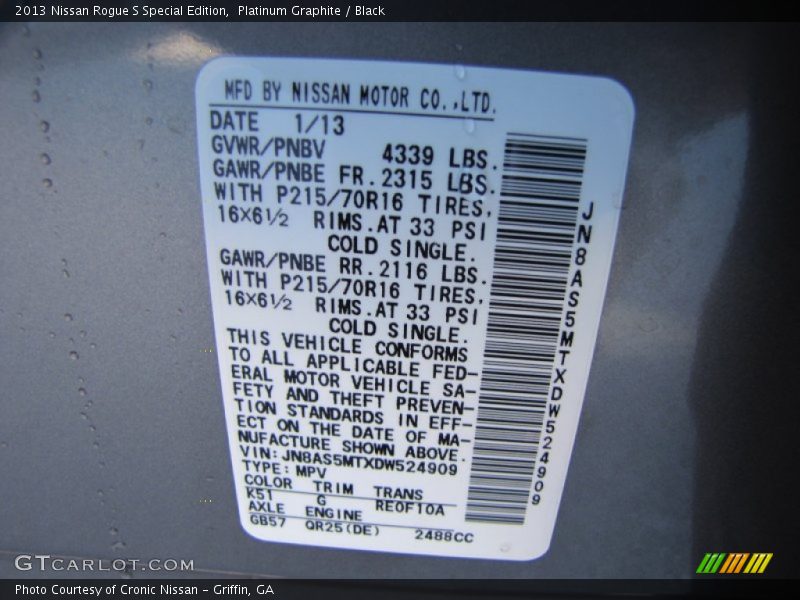 2013 Nissan Rogue S Special Edition,  Platinum Graphite / Black
MFD BY NISSAN MOTOR CO.,LTD.
DATE 1/13
GVWR/PNBV 4339 LBS.
GAWR/PNBE FR.2315 LBS.
WITH P215/70R16 TIRES,
16×6½ RIMS.AT 33 PSI
COLD SINGLE.
GAWR/PNBE RR.2116 LBS.
WITH P215/70R16 TIRES,
16×6½ RIMS.AT 33 PSI
COLD SINGLE.
THIS VEHICLE CONFORMS
TO ALL APPLICABLE FED-
ERAL MOTOR VEHICLE SA-
FETY AND THEFT PREVEN-
TION STANDARDS IN EFF-
ECT ON THE DATE OF MA-
NUFACTURE SHOWN ABOVE.
VIN:JN8AS5MTXDW524909
TYPE:MPV
COLOR TRIM TRANS
K51 G RE0F10A
AXLE ENGINE
GB57 QR25(DE) 2488CC
JN8AS5MTXDW524909
GTCARLOT.COM
Photo Courtesy of Cronic Nissan - Griffin, GA